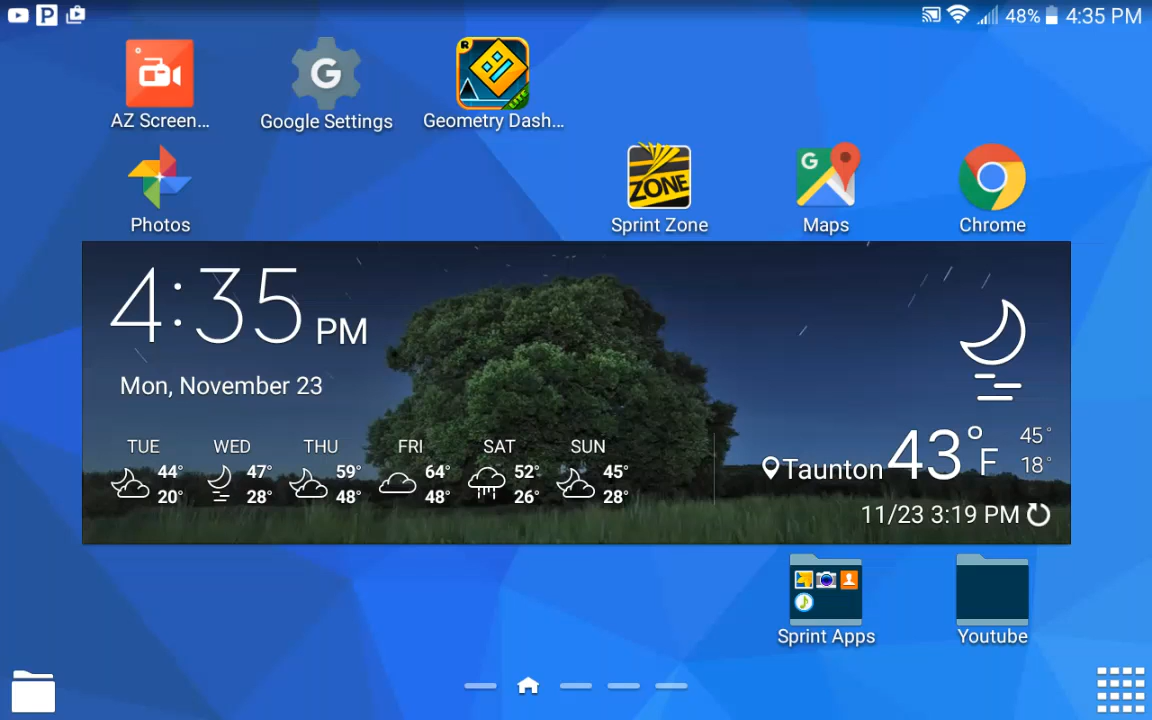 48% 4:35 PM
AZ Screen...
Google Settings
Geometry Dash...
Photos
Sprint Zone
Maps
Chrome
4:35 PM
Mon, November 23
TUE WED THU FRI SAT SUN
44° 47° 59° 64° 52° 45°
20° 28° 48° 48° 26° 28°
Taunton 43°F 45° 18°
11/23 3:19 PM
Sprint Apps
Youtube
P
R
LITE
ZONE
G
G